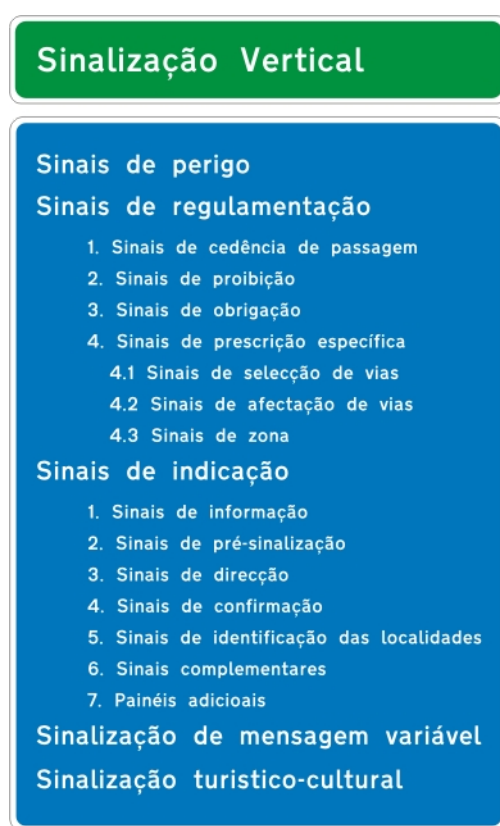 Sinalização Vertical
Sinais de perigo
Sinais de regulamentação
1. Sinais de cedência de passagem
2. Sinais de proibição
3. Sinais de obrigação
4. Sinais de prescrição específica
4.1 Sinais de selecção de vias
4.2 Sinais de afectação de vias
4.3 Sinais de zona
Sinais de indicação
1. Sinais de informação
2. Sinais de pré-sinalização
3. Sinais de direcção
4. Sinais de confirmação
5. Sinais de identificação das localidades
6. Sinais complementares
7. Painéis adicioais
Sinalização de mensagem variável
Sinalização turistico-cultural